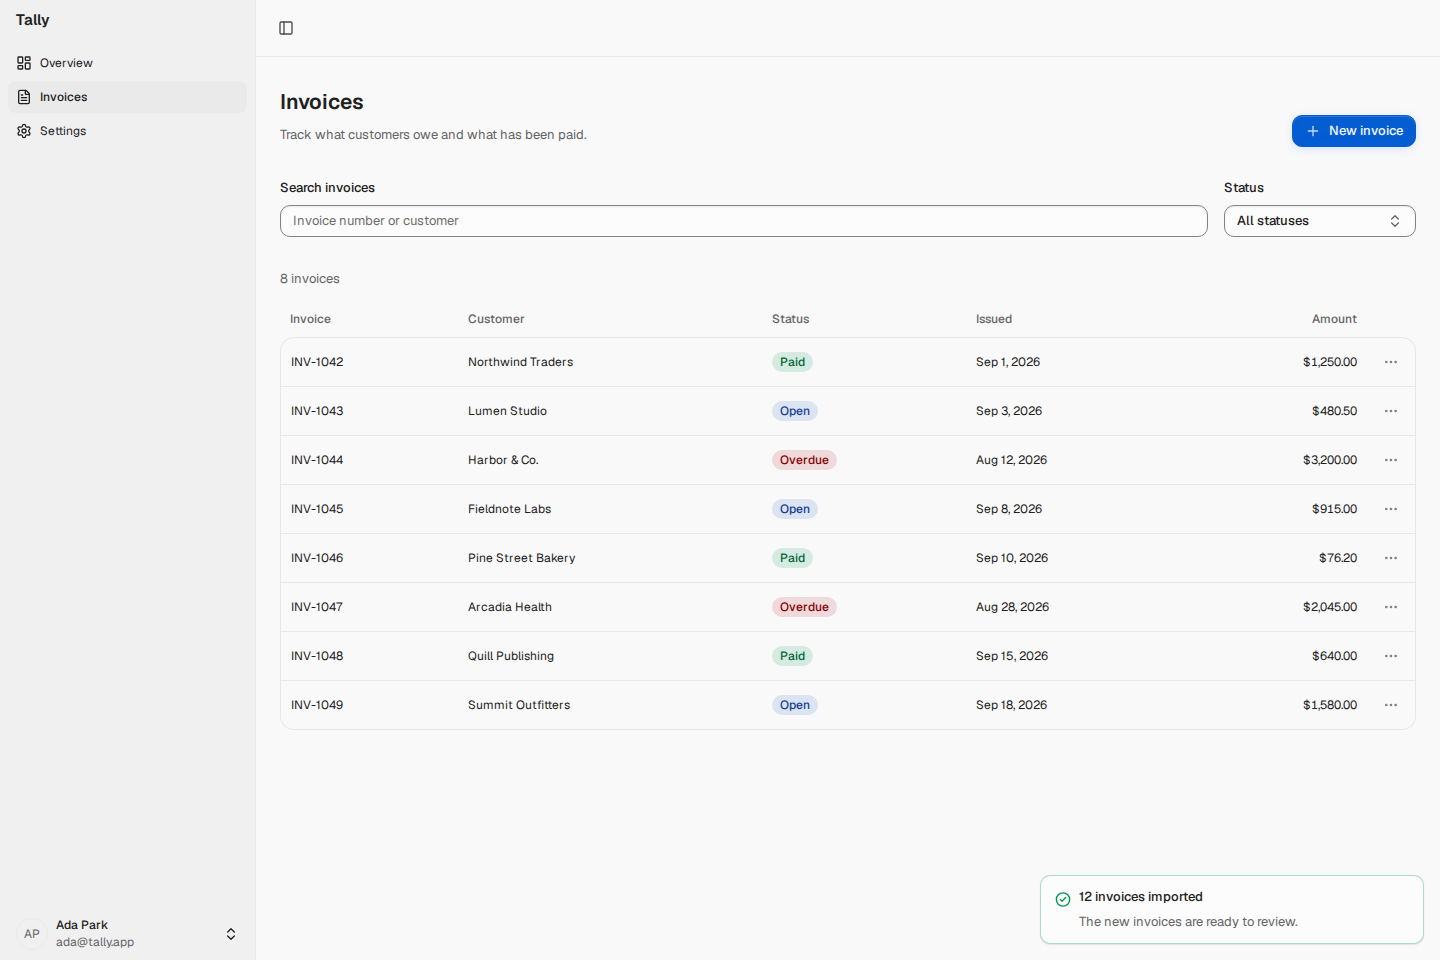 Tally
Overview
Invoices
Settings
Invoices
Track what customers owe and what has been paid.
New invoice
Search invoices
Status
Invoice number or customer
All statuses
8 invoices
Invoice Customer Status Issued Amount
INV-1042 Northwind Traders Paid Sep 1, 2026 $1,250.00
INV-1043 Lumen Studio Open Sep 3, 2026 $480.50
INV-1044 Harbor & Co. Overdue Aug 12, 2026 $3,200.00
INV-1045 Fieldnote Labs Open Sep 8, 2026 $915.00
INV-1046 Pine Street Bakery Paid Sep 10, 2026 $76.20
INV-1047 Arcadia Health Overdue Aug 28, 2026 $2,045.00
INV-1048 Quill Publishing Paid Sep 15, 2026 $640.00
INV-1049 Summit Outfitters Open Sep 18, 2026 $1,580.00
12 invoices imported
The new invoices are ready to review.
AP
Ada Park
ada@tally.app